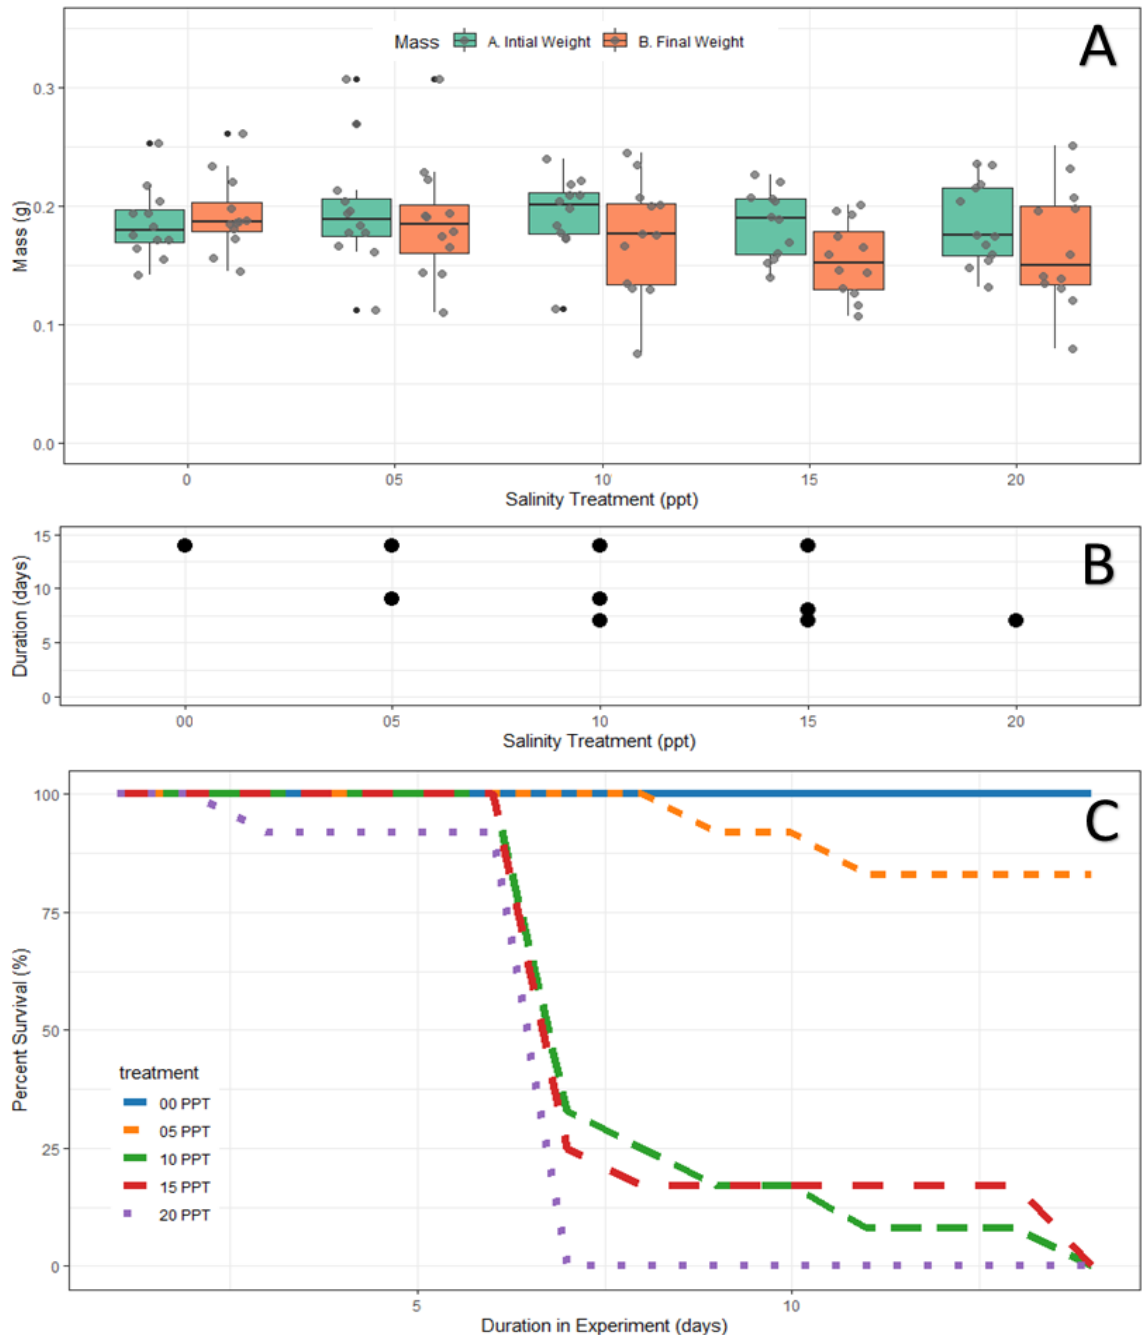 A
Mass A. Intial Weight B. Final Weight
0.3
0.2
0.1
0.0
Mass (g)
0 05 10 15 20
Salinity Treatment (ppt)
B
15
10
5
0
Duration (days)
00 05 10 15 20
Salinity Treatment (ppt)
C
100
75
50
25
0
Percent Survival (%)
treatment
00 PPT
05 PPT
10 PPT
15 PPT
20 PPT
5 10
Duration in Experiment (days)